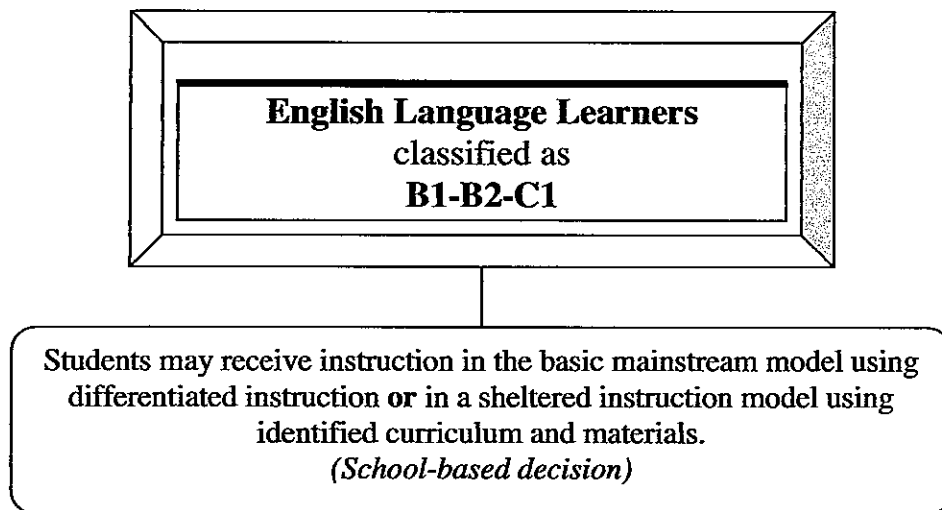 English Language Learners
classified as
B1-B2-C1
Students may receive instruction in the basic mainstream model using
differentiated instruction or in a sheltered instruction model using
identified curriculum and materials.
(School-based decision)